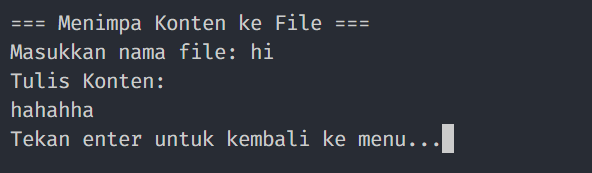 === Menimpa Konten ke File ===
Masukkan nama file: hi
Tulis Konten:
hahahha
Tekan enter untuk kembali ke menu...